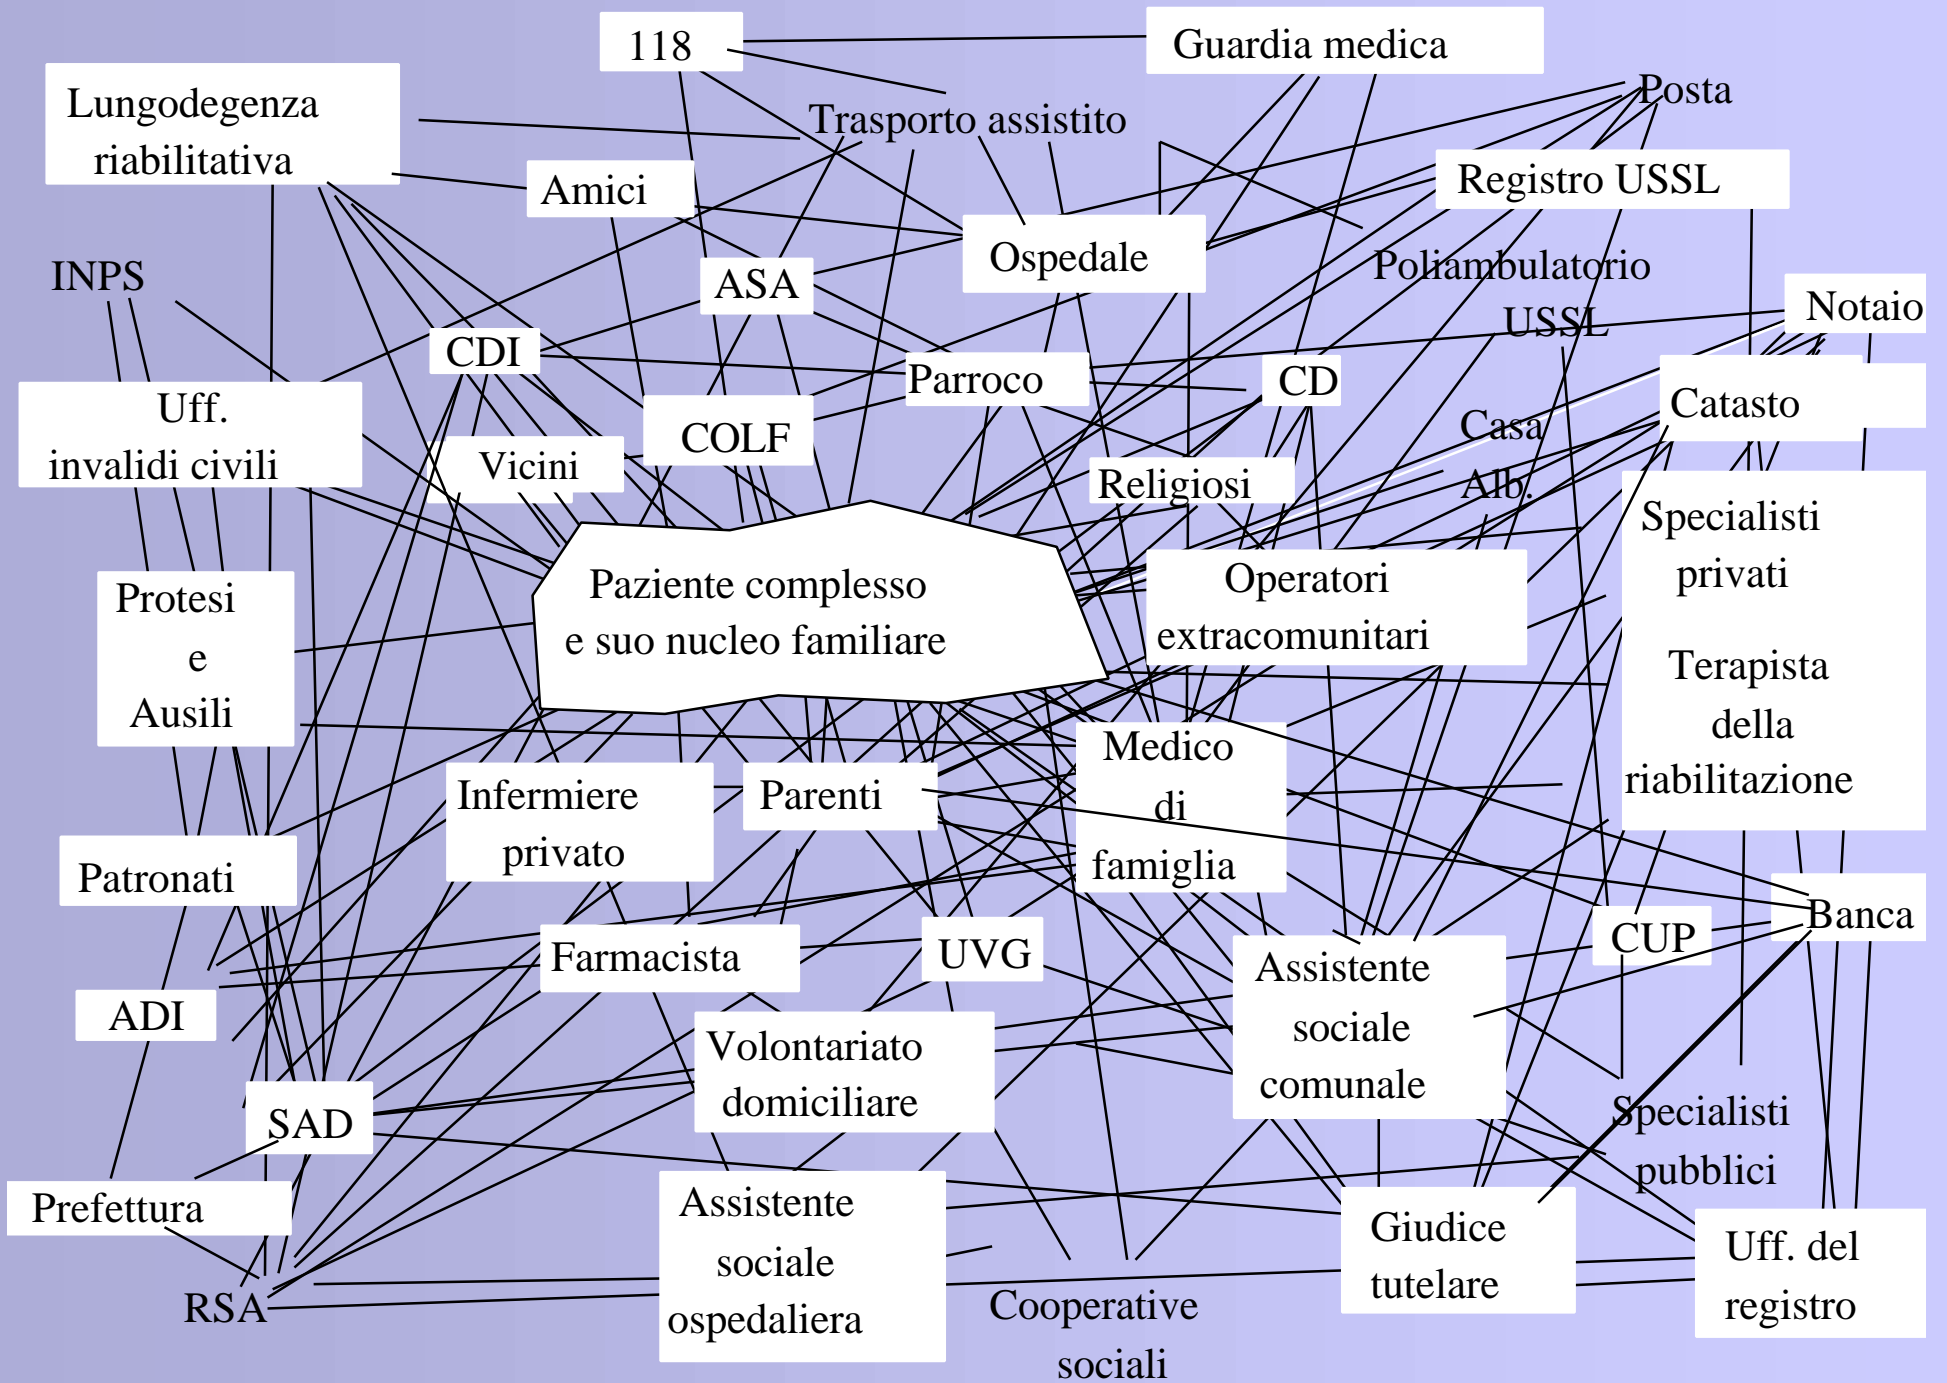 118
Guardia medica
Lungodegenza
riabilitativa
Trasporto assistito
Posta
Amici
Registro USSL
INPS
ASA
Ospedale
Poliambulatorio
USSL
Notaio
CDI
Parroco
CD
Catasto
Uff.
invalidi civili
Vicini
COLF
Religiosi
Casa
Alb.
Specialisti
privati
Protesi
e
Ausili
Paziente complesso
e suo nucleo familiare
Operatori
extracomunitari
Terapista
della
riabilitazione
Infermiere
privato
Parenti
Medico
di
famiglia
Patronati
Farmacista
UVG
Assistente
sociale
comunale
CUP
Banca
ADI
SAD
Volontariato
domiciliare
Specialisti
pubblici
Prefettura
RSA
Assistente
sociale
ospedaliera
Cooperative
sociali
Giudice
tutelare
Uff. del
registro